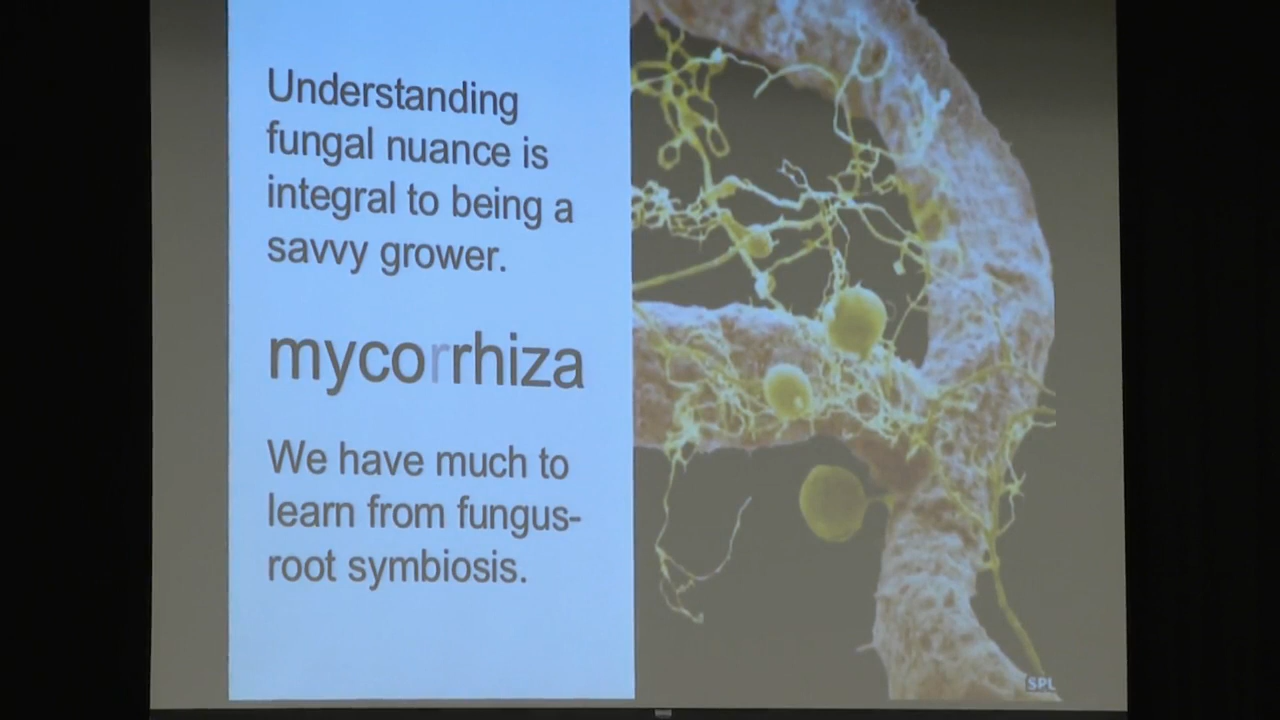 Understanding
fungal nuance is
integral to being a
savvy grower.
mycorrhiza
We have much to
learn from fungus-
root symbiosis.
SPL